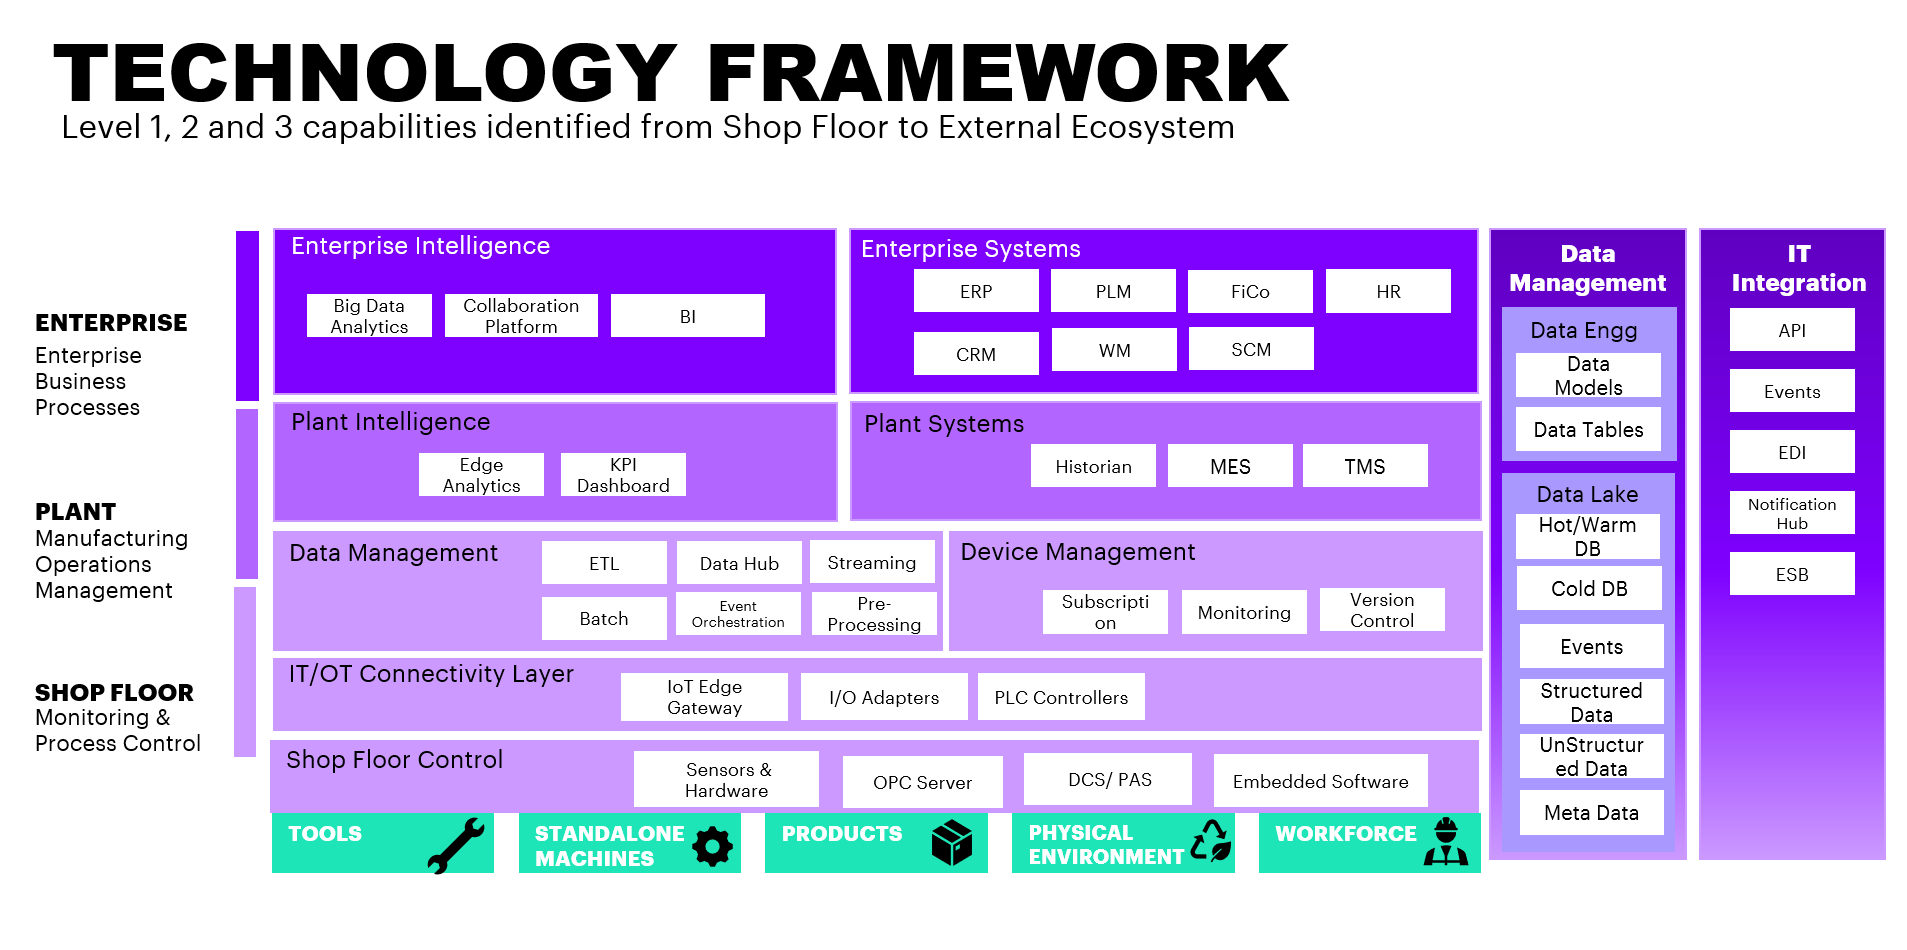 TECHNOLOGY FRAMEWORK
Level 1, 2 and 3 capabilities identified from Shop Floor to External Ecosystem
ENTERPRISE
Enterprise
Business
Processes
PLANT
Manufacturing
Operations
Management
SHOP FLOOR
Monitoring &
Process Control
Enterprise Intelligence
Big Data
Analytics
Collaboration
Platform
BI
Enterprise Systems
ERP
PLM
FiCo
HR
CRM
WM
SCM
Plant Intelligence
Edge
Analytics
KPI
Dashboard
Plant Systems
Historian
MES
TMS
Data Management
ETL
Data Hub
Streaming
Batch
Event
Orchestration
Pre-
Processing
Device Management
Subscripti
on
Monitoring
Version
Control
IT/OT Connectivity Layer
IoT Edge
Gateway
I/O Adapters
PLC Controllers
Shop Floor Control
Sensors &
Hardware
OPC Server
DCS/ PAS
Embedded Software
TOOLS
STANDALONE
MACHINES
PRODUCTS
PHYSICAL
ENVIRONMENT
WORKFORCE
Data
Management
Data Engg
Data
Models
Data Tables
Data Lake
Hot/Warm
DB
Cold DB
Events
Structured
Data
UnStructur
ed Data
Meta Data
IT
Integration
API
Events
EDI
Notification
Hub
ESB